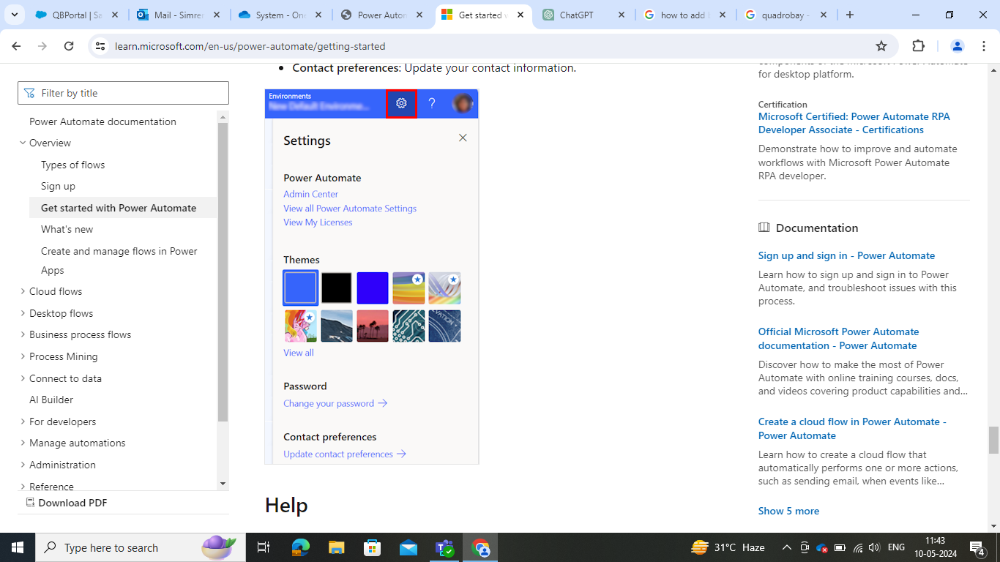 QBPortal | Sa
Mail - Simree
System - One
Power Autom
Get started w
ChatGPT
how to add l
quadrobay -
learn.microsoft.com/en-us/power-automate/getting-started
Filter by title
Power Automate documentation
Overview
Types of flows
Sign up
Get started with Power Automate
What's new
Create and manage flows in Power
Apps
Cloud flows
Desktop flows
Business process flows
Process Mining
Connect to data
AI Builder
For developers
Manage automations
Administration
Reference
Download PDF
• Contact preferences: Update your contact information.
Environments
Settings
Power Automate
Admin Center
View all Power Automate Settings
View My Licenses
Themes
View all
Password
Change your password
Contact preferences
Update contact preferences
Help
components of the Microsoft Power Automate
for desktop platform.
Certification
Microsoft Certified: Power Automate RPA
Developer Associate - Certifications
Demonstrate how to improve and automate
workflows with Microsoft Power Automate
RPA developer.
Documentation
Sign up and sign in - Power Automate
Learn how to sign up and sign in to Power
Automate, and troubleshoot issues with this
process.
Official Microsoft Power Automate
documentation - Power Automate
Discover how to make the most of Power
Automate with online training courses, docs,
and videos covering product capabilities and...
Create a cloud flow in Power Automate -
Power Automate
Learn how to create a cloud flow that
automatically performs one or more actions,
such as sending email, when events like...
Show 5 more
Type here to search
31°C Haze
ENG
11:43
10-05-2024
4